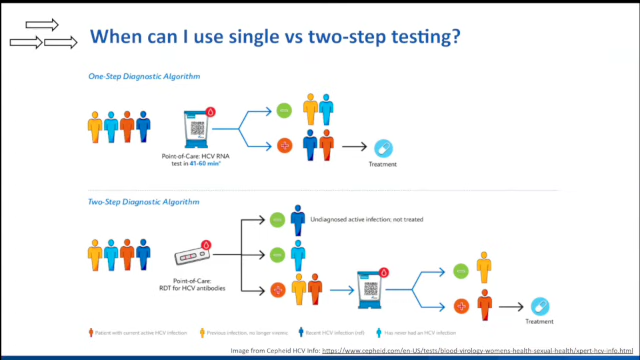 When can I use single vs two-step testing?
One-Step Diagnostic Algorithm
Point-of-Care: HCV RNA
test in 41-60 min*
Treatment
Two-Step Diagnostic Algorithm
Undiagnosed active infection; not treated
Point-of-Care:
RDT for HCV antibodies
Treatment
Patient with current active HCV infection
Previous infection, no longer viremic
Recent HCV infection
Has never had an HCV infection
Image from Cepheid HCV Info: https://www.cepheid.com/en-US/tests/blood-virology-womens-health-sexual-health/xpert-hcv-info.html